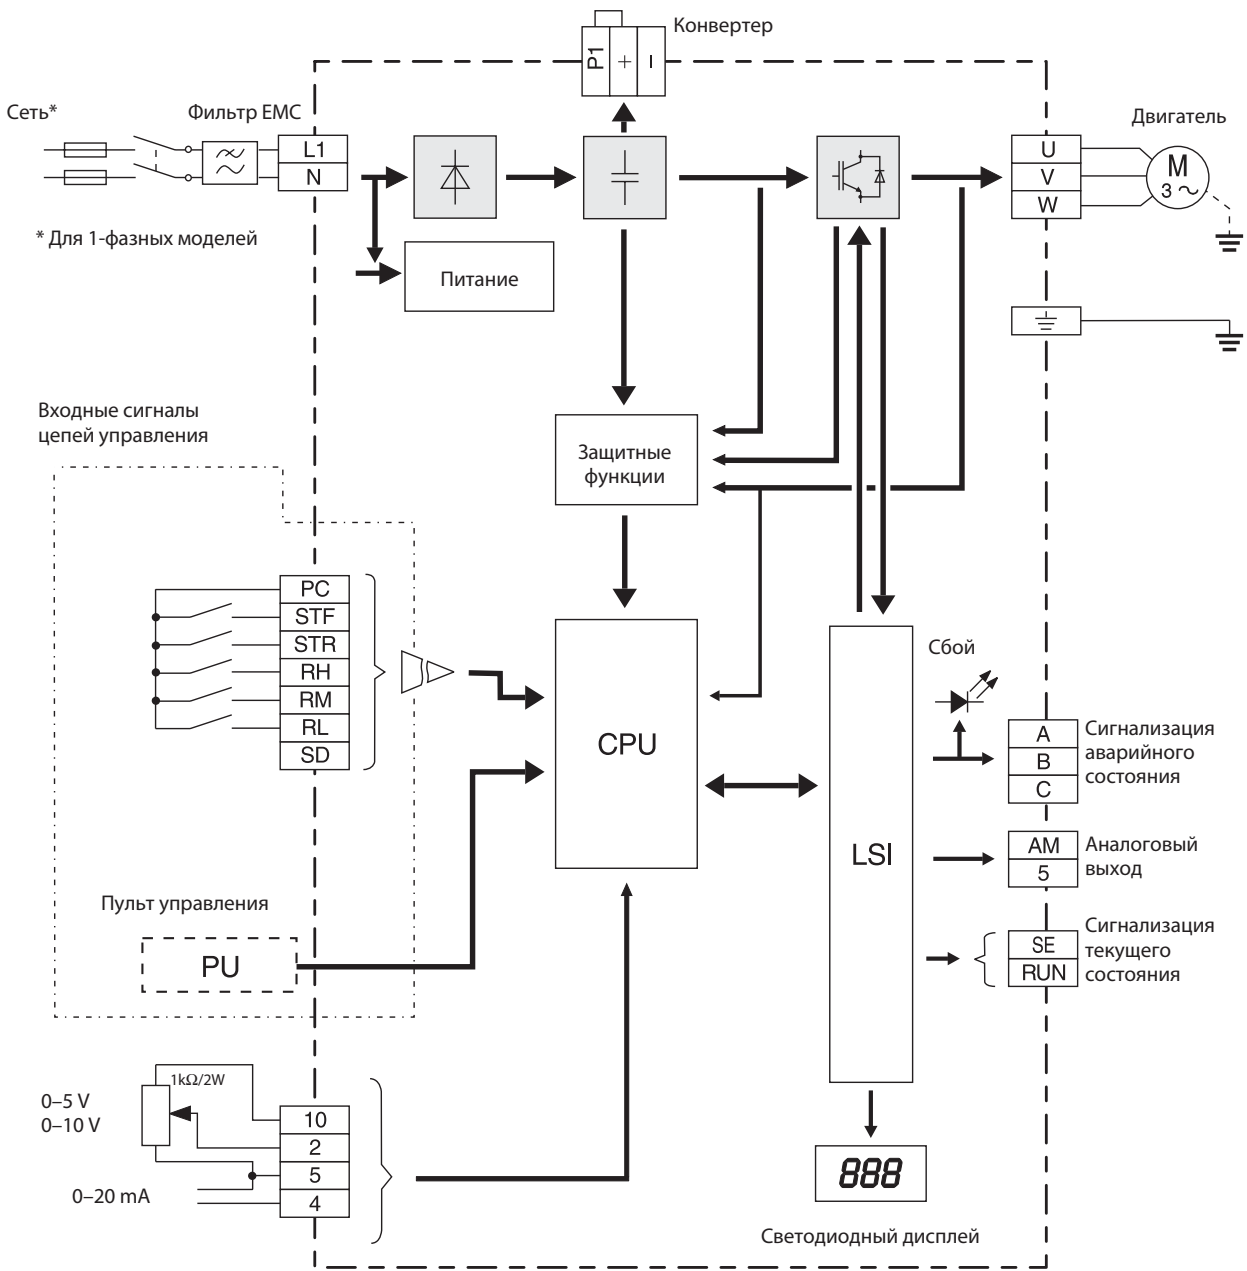 Конвертер
P1
+
−
Сеть*
Фильтр EMC
Двигатель
L1
N
U
V
W
M
3 ~
* Для 1-фазных моделей
Питание
Входные сигналы
цепей управления
Защитные
функции
PC
STF
STR
RH
RM
RL
SD
CPU
LSI
Сбой
A
B
C
Сигнализация
аварийного
состояния
AM
5
Аналоговый
выход
SE
RUN
Сигнализация
текущего
состояния
Пульт управления
PU
1kΩ/2W
0–5 V
0–10 V
0–20 mA
10
2
5
4
888
Светодиодный дисплей